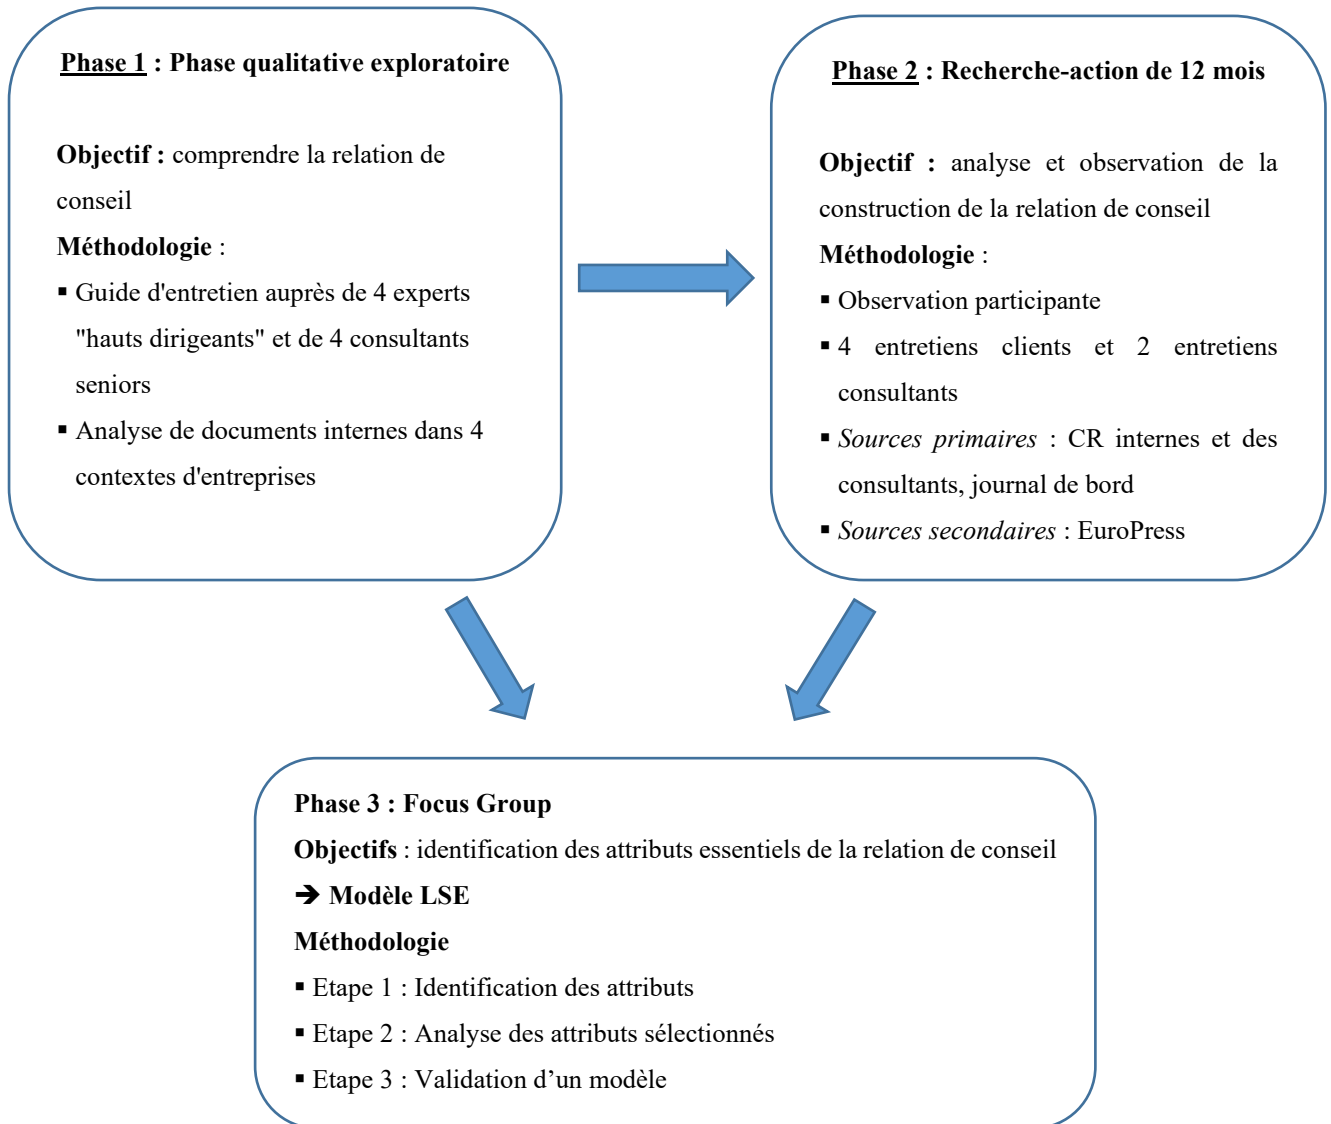 Phase 1 : Phase qualitative exploratoire
Objectif : comprendre la relation de
conseil
Méthodologie :
▪ Guide d'entretien auprès de 4 experts
"hauts dirigeants" et de 4 consultants
seniors
▪ Analyse de documents internes dans 4
contextes d'entreprises
Phase 2 : Recherche-action de 12 mois
Objectif : analyse et observation de la
construction de la relation de conseil
Méthodologie :
▪ Observation participante
▪ 4 entretiens clients et 2 entretiens
consultants
▪ Sources primaires : CR internes et des
consultants, journal de bord
▪ Sources secondaires : EuroPress
Phase 3 : Focus Group
Objectifs : identification des attributs essentiels de la relation de conseil
➔ Modèle LSE
Méthodologie
▪ Etape 1 : Identification des attributs
▪ Etape 2 : Analyse des attributs sélectionnés
▪ Etape 3 : Validation d’un modèle